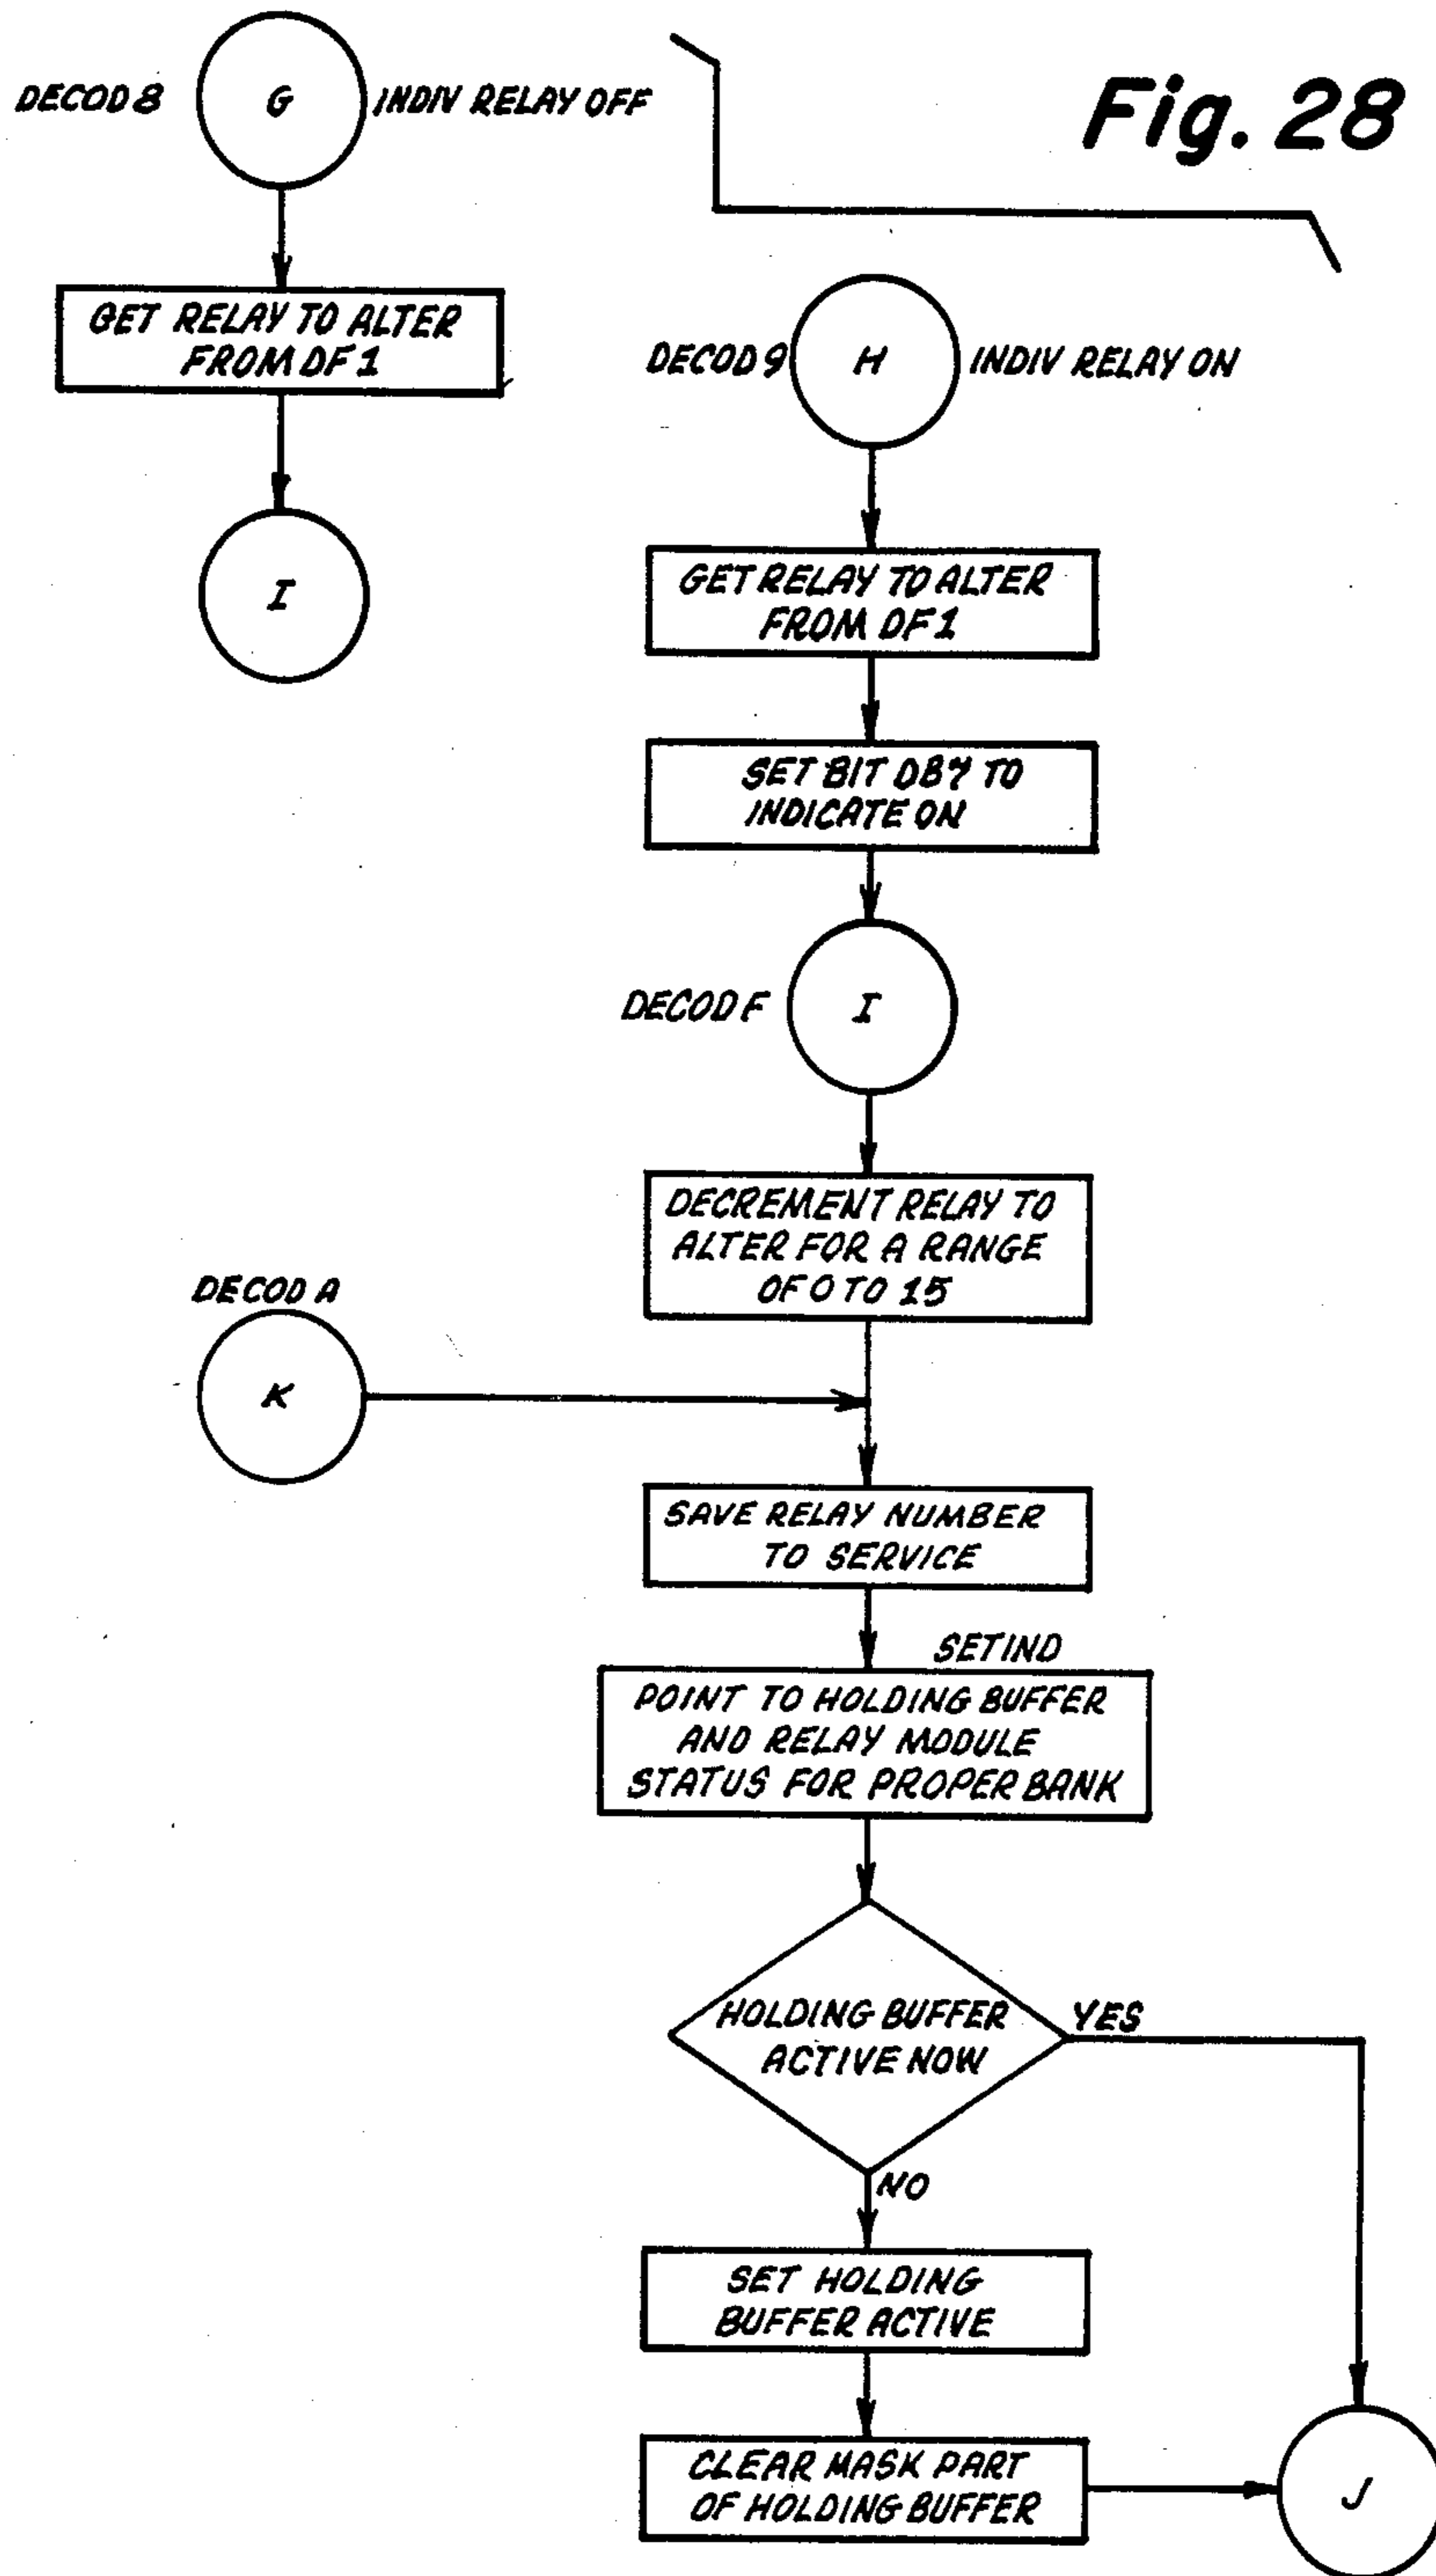 Fig. 28
DECOD 8
G
INDIV RELAY OFF
GET RELAY TO ALTER
FROM DF 1
I
DECOD 9
H
INDIV RELAY ON
GET RELAY TO ALTER
FROM DF 1
SET BIT DB7 TO
INDICATE ON
DECOD F
I
DECREMENT RELAY TO
ALTER FOR A RANGE
OF 0 TO 15
DECOD A
K
SAVE RELAY NUMBER
TO SERVICE
SETIND
POINT TO HOLDING BUFFER
AND RELAY MODULE
STATUS FOR PROPER BANK
HOLDING BUFFER
ACTIVE NOW
YES
NO
SET HOLDING
BUFFER ACTIVE
CLEAR MASK PART
OF HOLDING BUFFER
J